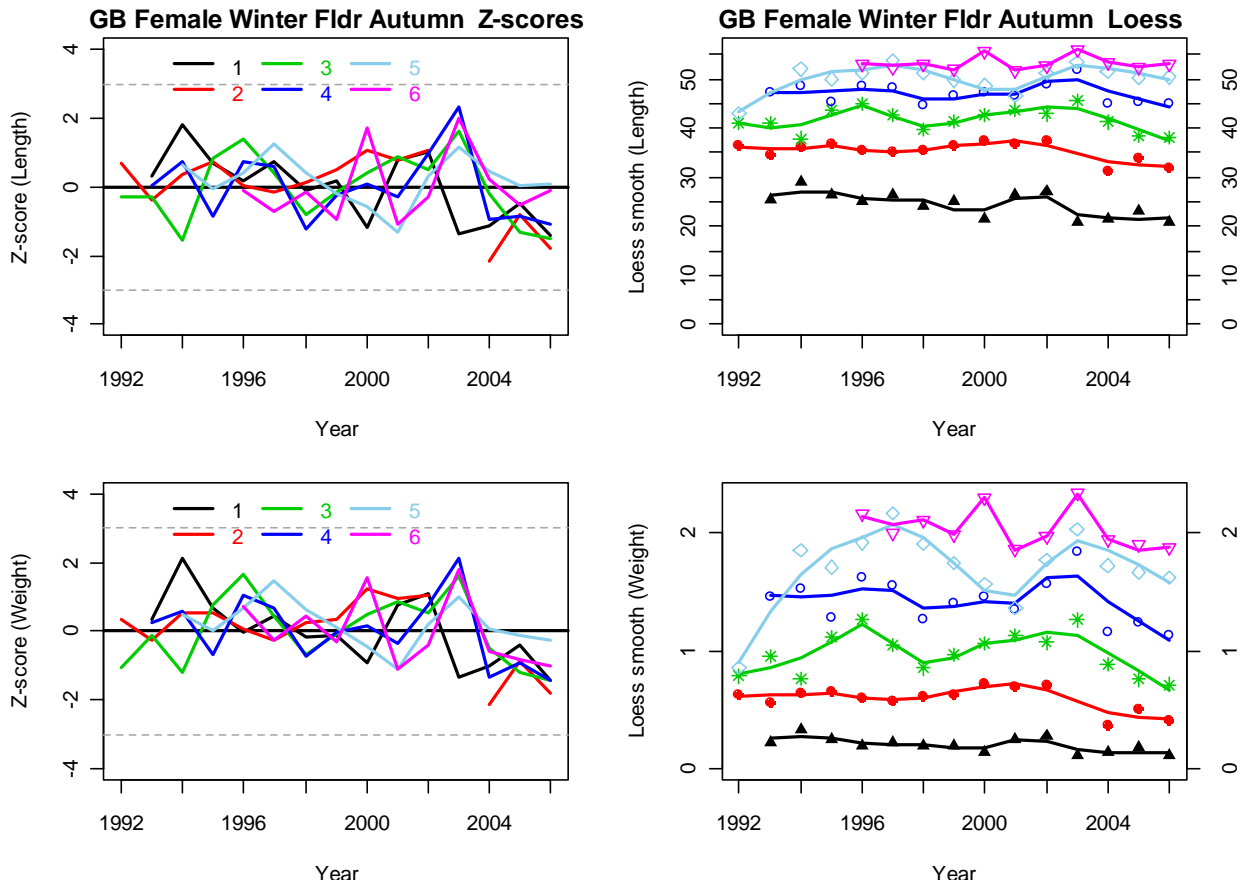 GB Female Winter Fldr Autumn Z-scores
Z-score (Length)
4
2
0
-2
-4
1 3 5
2 4 6
1992 1996 2000 2004
Year
GB Female Winter Fldr Autumn Loess
Loess smooth (Length)
50
40
30
20
10
0
50
40
30
20
10
0
1992 1996 2000 2004
Year
Z-score (Weight)
4
2
0
-2
-4
1 3 5
2 4 6
1992 1996 2000 2004
Year
Loess smooth (Weight)
2
1
0
2
1
0
1992 1996 2000 2004
Year